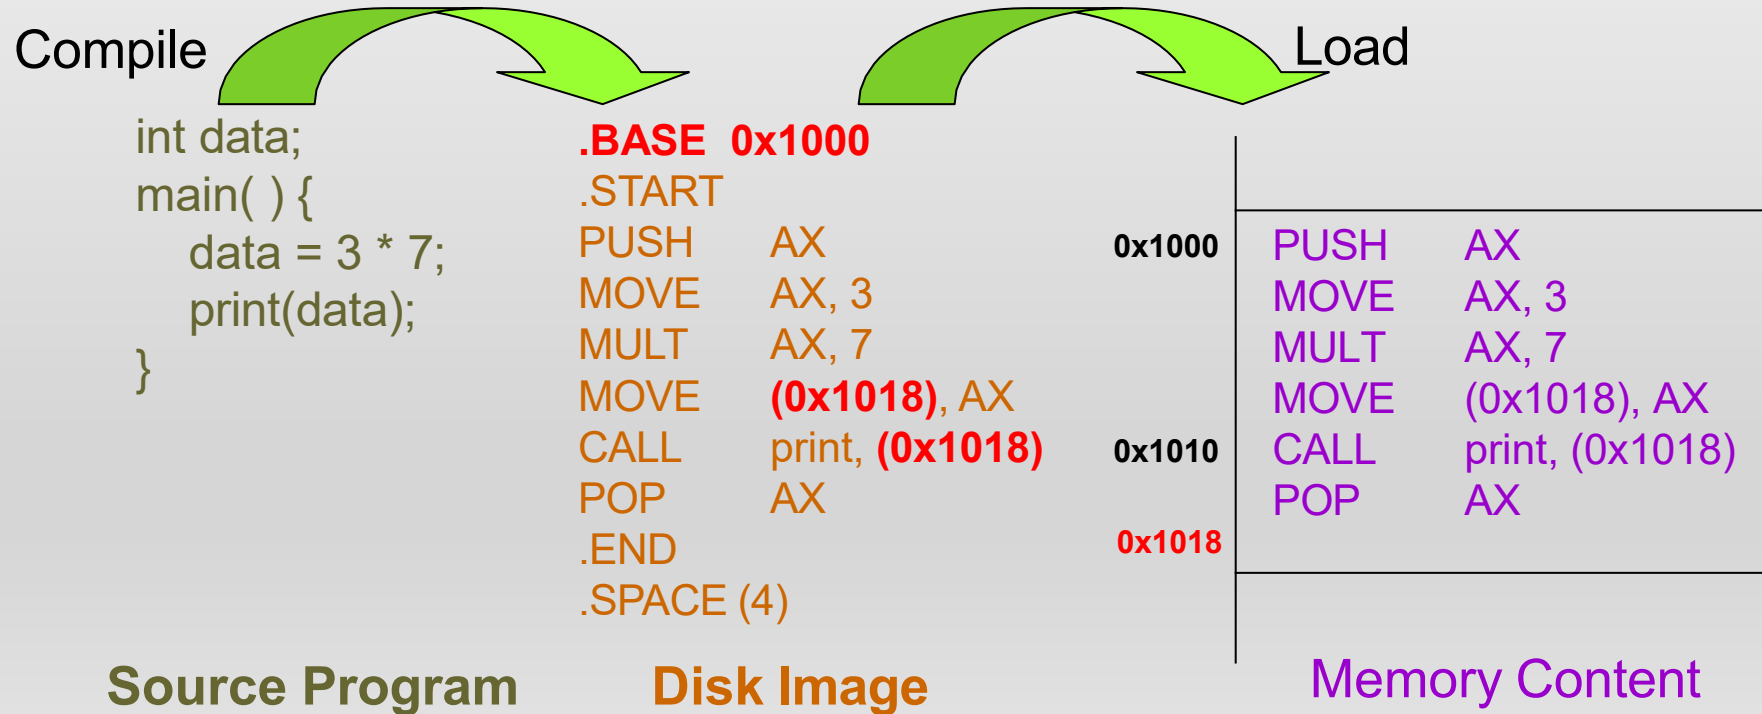 Compile
Load
int data;
main( ) {
data = 3 * 7;
print(data);
}
.BASE 0x1000
.START
PUSH AX
MOVE AX, 3
MULT AX, 7
MOVE (0x1018), AX
CALL print, (0x1018)
POP AX
.END
.SPACE (4)
0x1000
0x1010
0x1018
PUSH AX
MOVE AX, 3
MULT AX, 7
MOVE (0x1018), AX
CALL print, (0x1018)
POP AX
Source Program
Disk Image
Memory Content